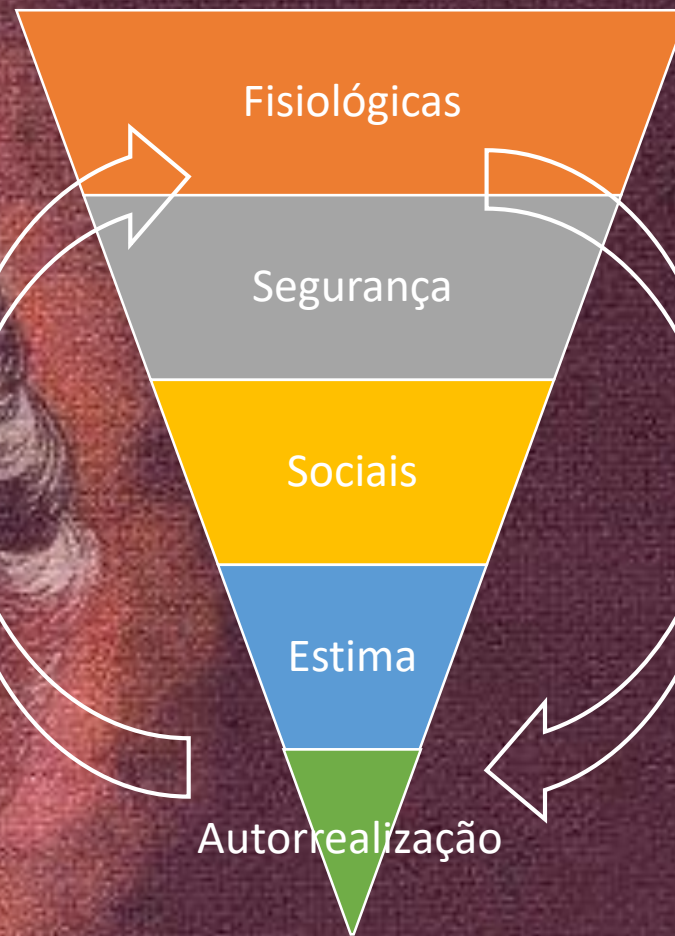 Fisiológicas
Segurança
Sociais
Estima
Autorrealização